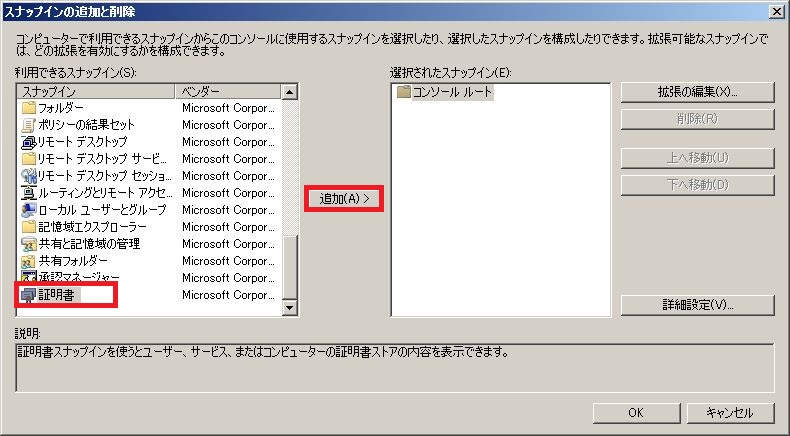 スナップインの追加と削除
コンピューターで利用できるスナップインからこのコンソールに使用するスナップインを選択したり、選択したスナップインを構成したりできます。拡張可能なスナップインで
は、どの拡張を有効にするかを構成できます。
利用できるスナップイン(S):
スナップイン ベンダー
フォルダー Microsoft Corpor...
ポリシーの結果セット Microsoft Corpor...
リモート デスクトップ Microsoft Corpor...
リモート デスクトップ サービ... Microsoft Corpor...
リモート デスクトップ セッショ... Microsoft Corpor...
ルーティングとリモート アクセ... Microsoft Corpor...
ローカル ユーザーとグループ Microsoft Corpor...
記憶域エクスプローラー Microsoft Corpor...
共有と記憶域の管理 Microsoft Corpor...
共有フォルダー Microsoft Corpor...
承認マネージャー Microsoft Corpor...
証明書 Microsoft Corpor...
追加(A) >
選択されたスナップイン(E):
コンソール ルート
拡張の編集(X)...
削除(R)
上へ移動(U)
下へ移動(D)
詳細設定(V)...
説明:
証明書スナップインを使うとユーザー、サービス、またはコンピューターの証明書ストアの内容を表示できます。
OK
キャンセル